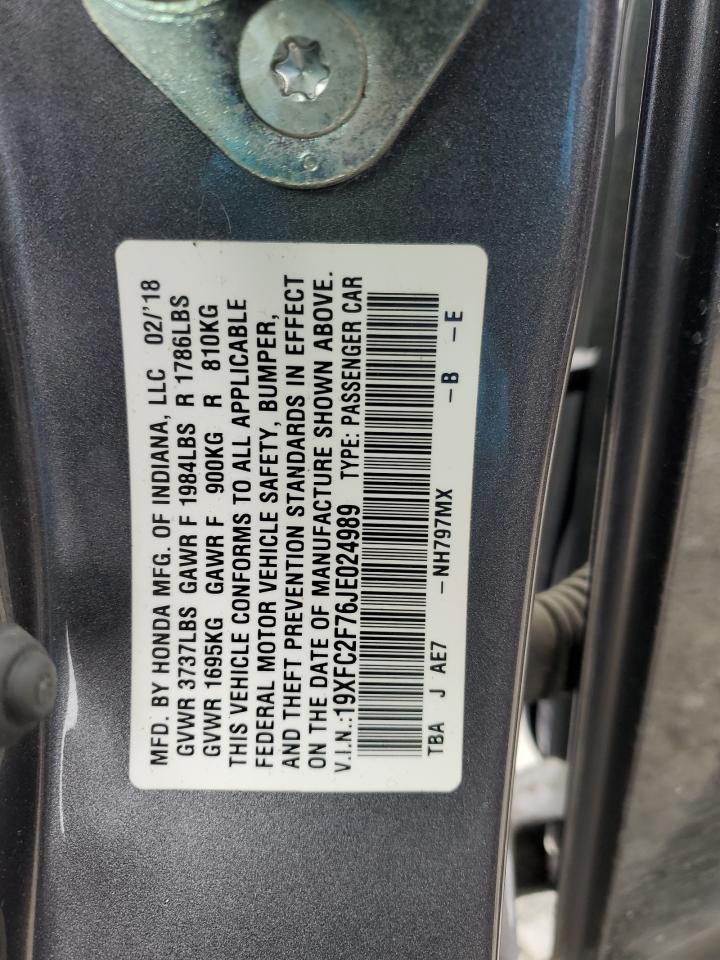 MFD. BY HONDA MFG. OF INDIANA, LLC 02/'18
GVWR 3737LBS GAWR F 1984LBS R 1786LBS
GVWR 1695KG GAWR F 900KG R 810KG
THIS VEHICLE CONFORMS TO ALL APPLICABLE
FEDERAL MOTOR VEHICLE SAFETY, BUMPER,
AND THEFT PREVENTION STANDARDS IN EFFECT
ON THE DATE OF MANUFACTURE SHOWN ABOVE.
V.I.N.:19XFC2F76JE024989 TYPE: PASSENGER CAR
TBA J AE7 -NH797MX -B -E